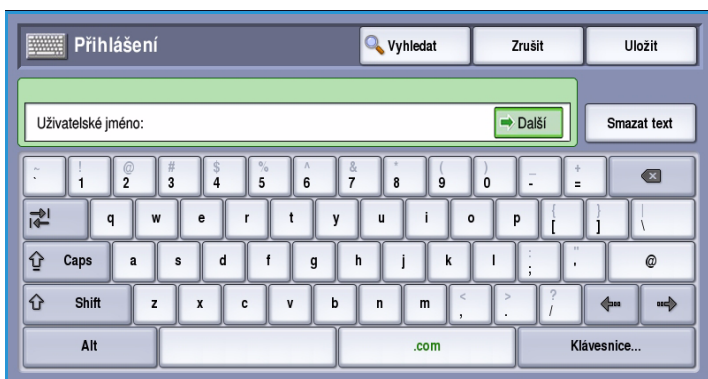 Přihlášení Vyhledat Zrušit Uložit
Uživatelské jméno: Další Smazat text
~ ! @ # $ % ^ & * ( ) _ +
` 1 2 3 4 5 6 7 8 9 0 - =
q w e r t y u i o p { [ } ] | \
Caps a s d f g h j k l : ; " ' @
Shift z x c v b n m < , > . ? /
Alt .com Klávesnice...